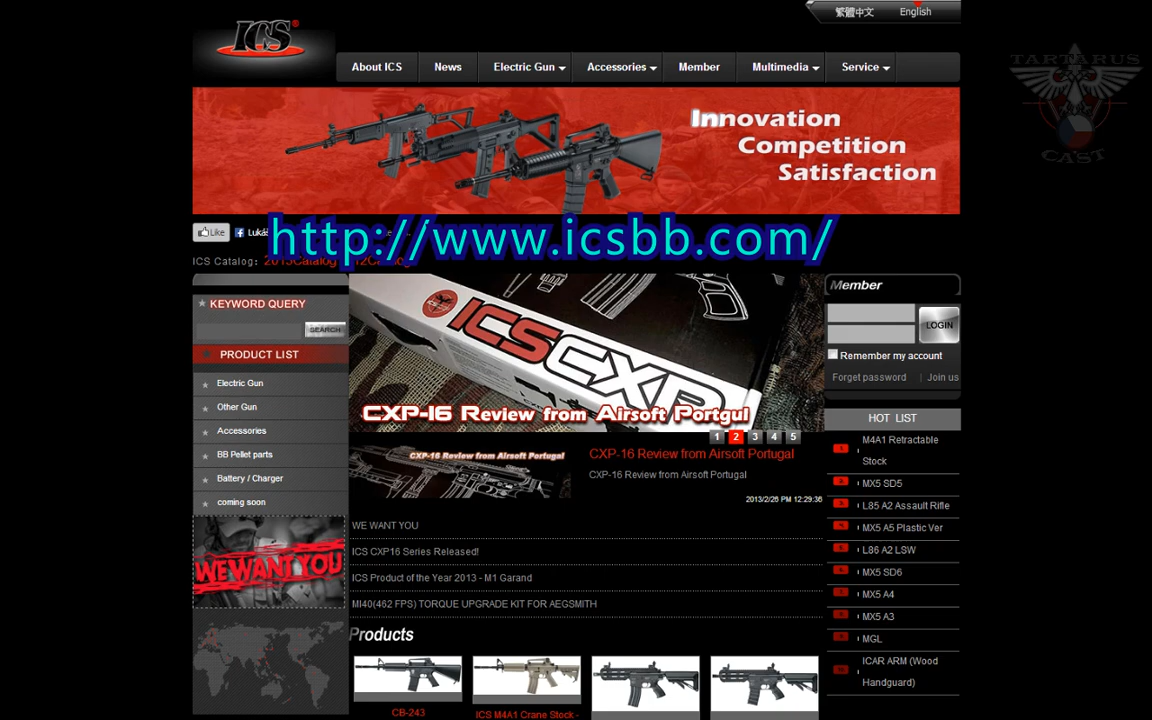 繁體中文 English
ICS®
About ICS News Electric Gun Accessories Member Multimedia Service
TARTARUS
CAST
Innovation
Competition
Satisfaction
Like
http://www.icsbb.com/
ICS Catalog:
Member
KEYWORD QUERY
SEARCH
LOGIN
Remember my account
Forget password | Join us
PRODUCT LIST
Electric Gun
Other Gun
Accessories
BB Pellet parts
Battery / Charger
coming soon
WE WANT YOU
ICS CXP
CXP-16 Review from Airsoft Portgul
1 2 3 4 5
CXP-16 Review from Airsoft Portugal
CXP-16 Review from Airsoft Portugal
CXP-16 Review from Airsoft Portugal
2013/2/26 PM 12:29:36
WE WANT YOU
ICS CXP16 Series Released!
ICS Product of the Year 2013 - M1 Garand
MI40(462 FPS) TORQUE UPGRADE KIT FOR AEGSMITH
Products
CB-243
ICS M4A1 Crane Stock -
HOT LIST
M4A1 Retractable
Stock
MX5 SD5
L85 A2 Assault Rifle
MX5 A5 Plastic Ver
L86 A2 LSW
MX5 SD6
MX5 A4
MX5 A3
MGL
ICAR ARM (Wood
Handguard)